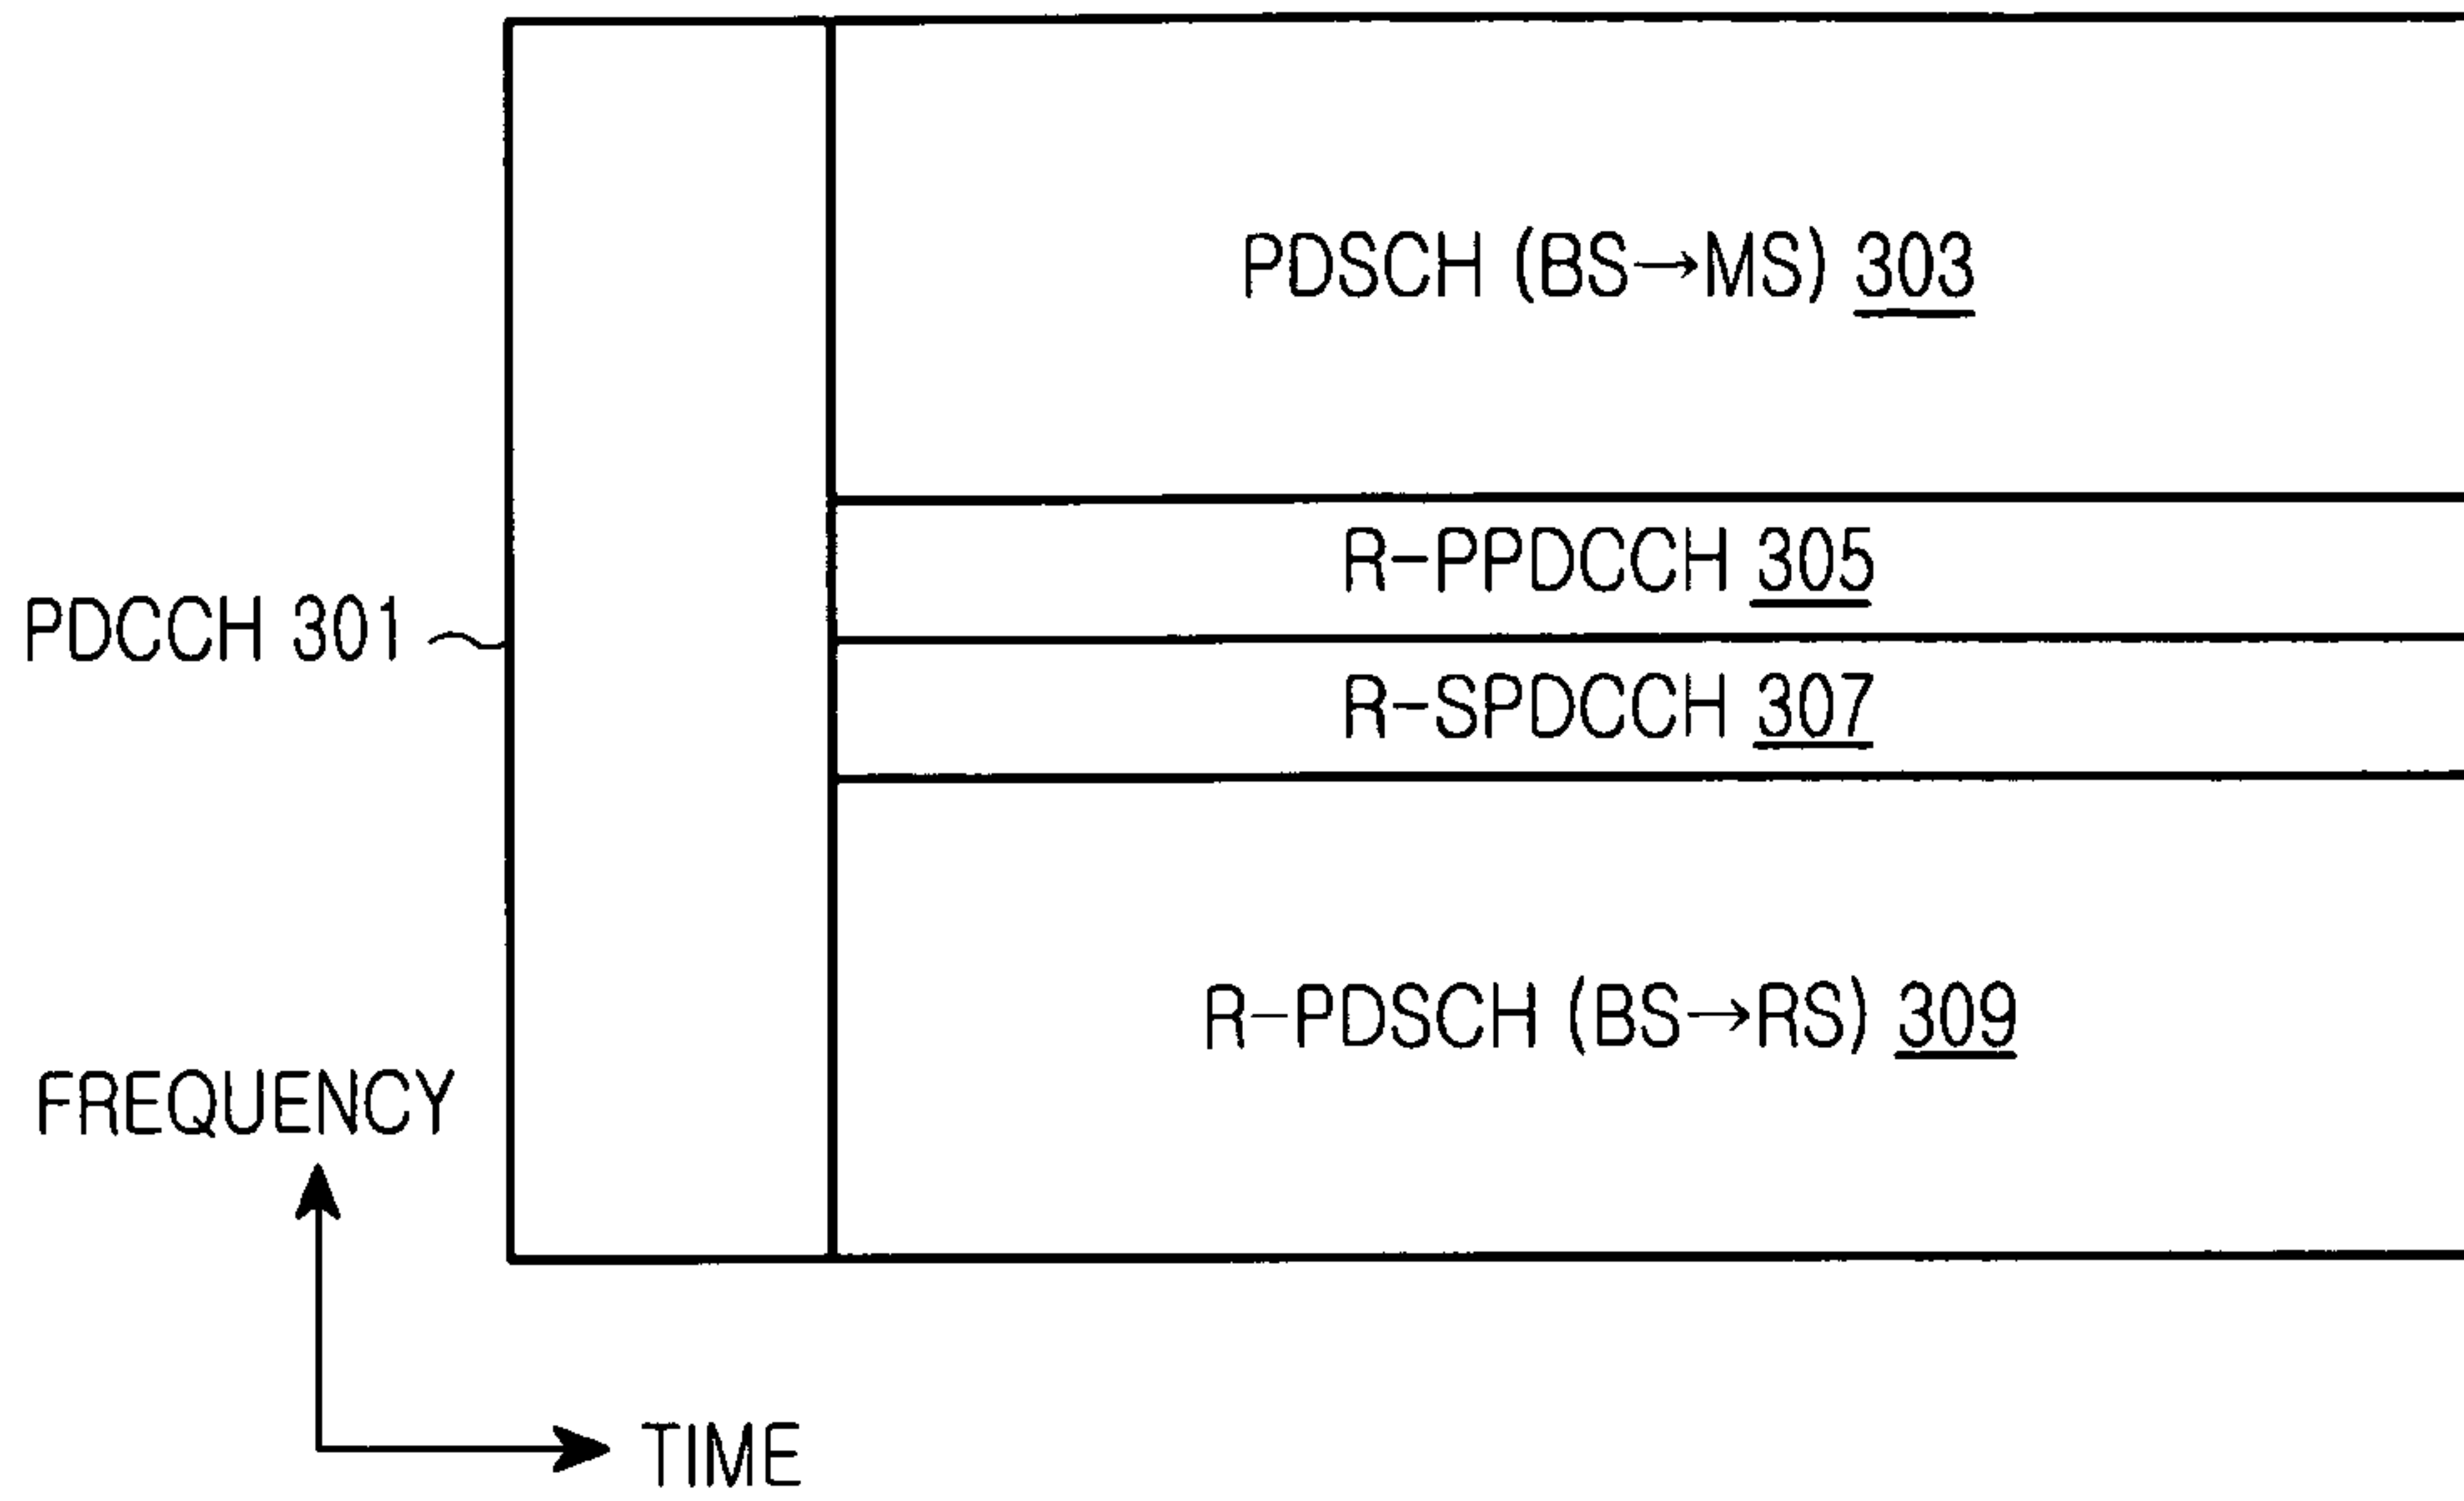 PDSCH (BS→MS) 303
R-PPDCCH 305
PDCCH 301
R-SPDCCH 307
R-PDSCH (BS→RS) 309
FREQUENCY
TIME